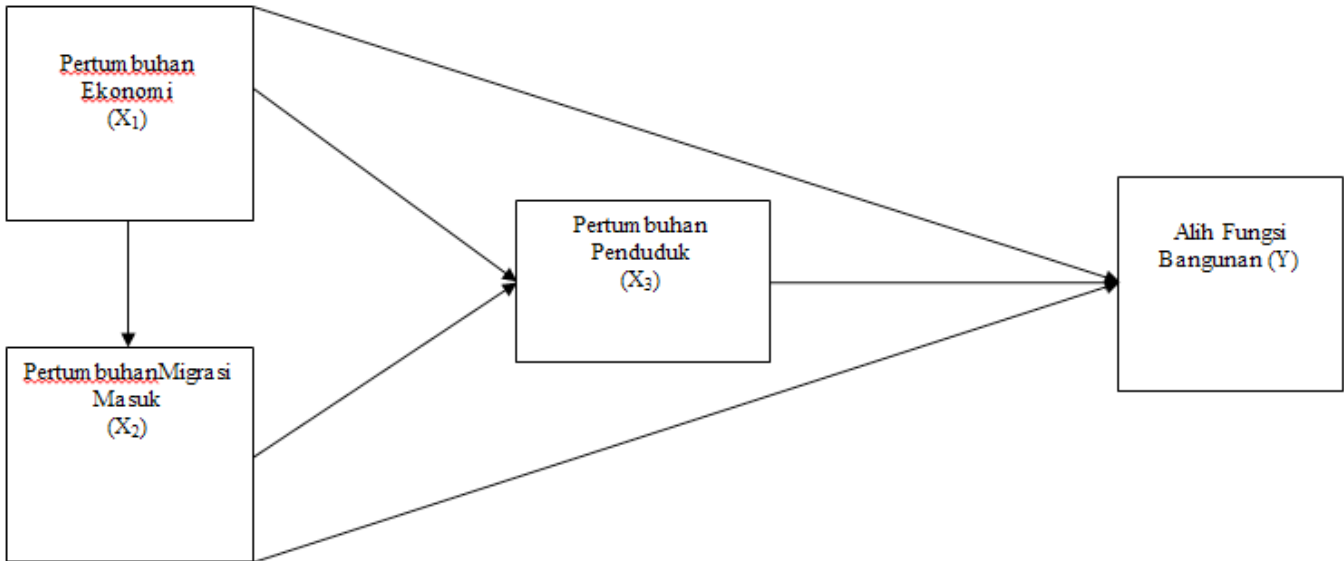 Pertumbuhan
Ekonomi
(X₁)
PertumbuhanMigrasi
Masuk
(X₂)
Pertumbuhan
Penduduk
(X₃)
Alih Fungsi
Bangunan (Y)